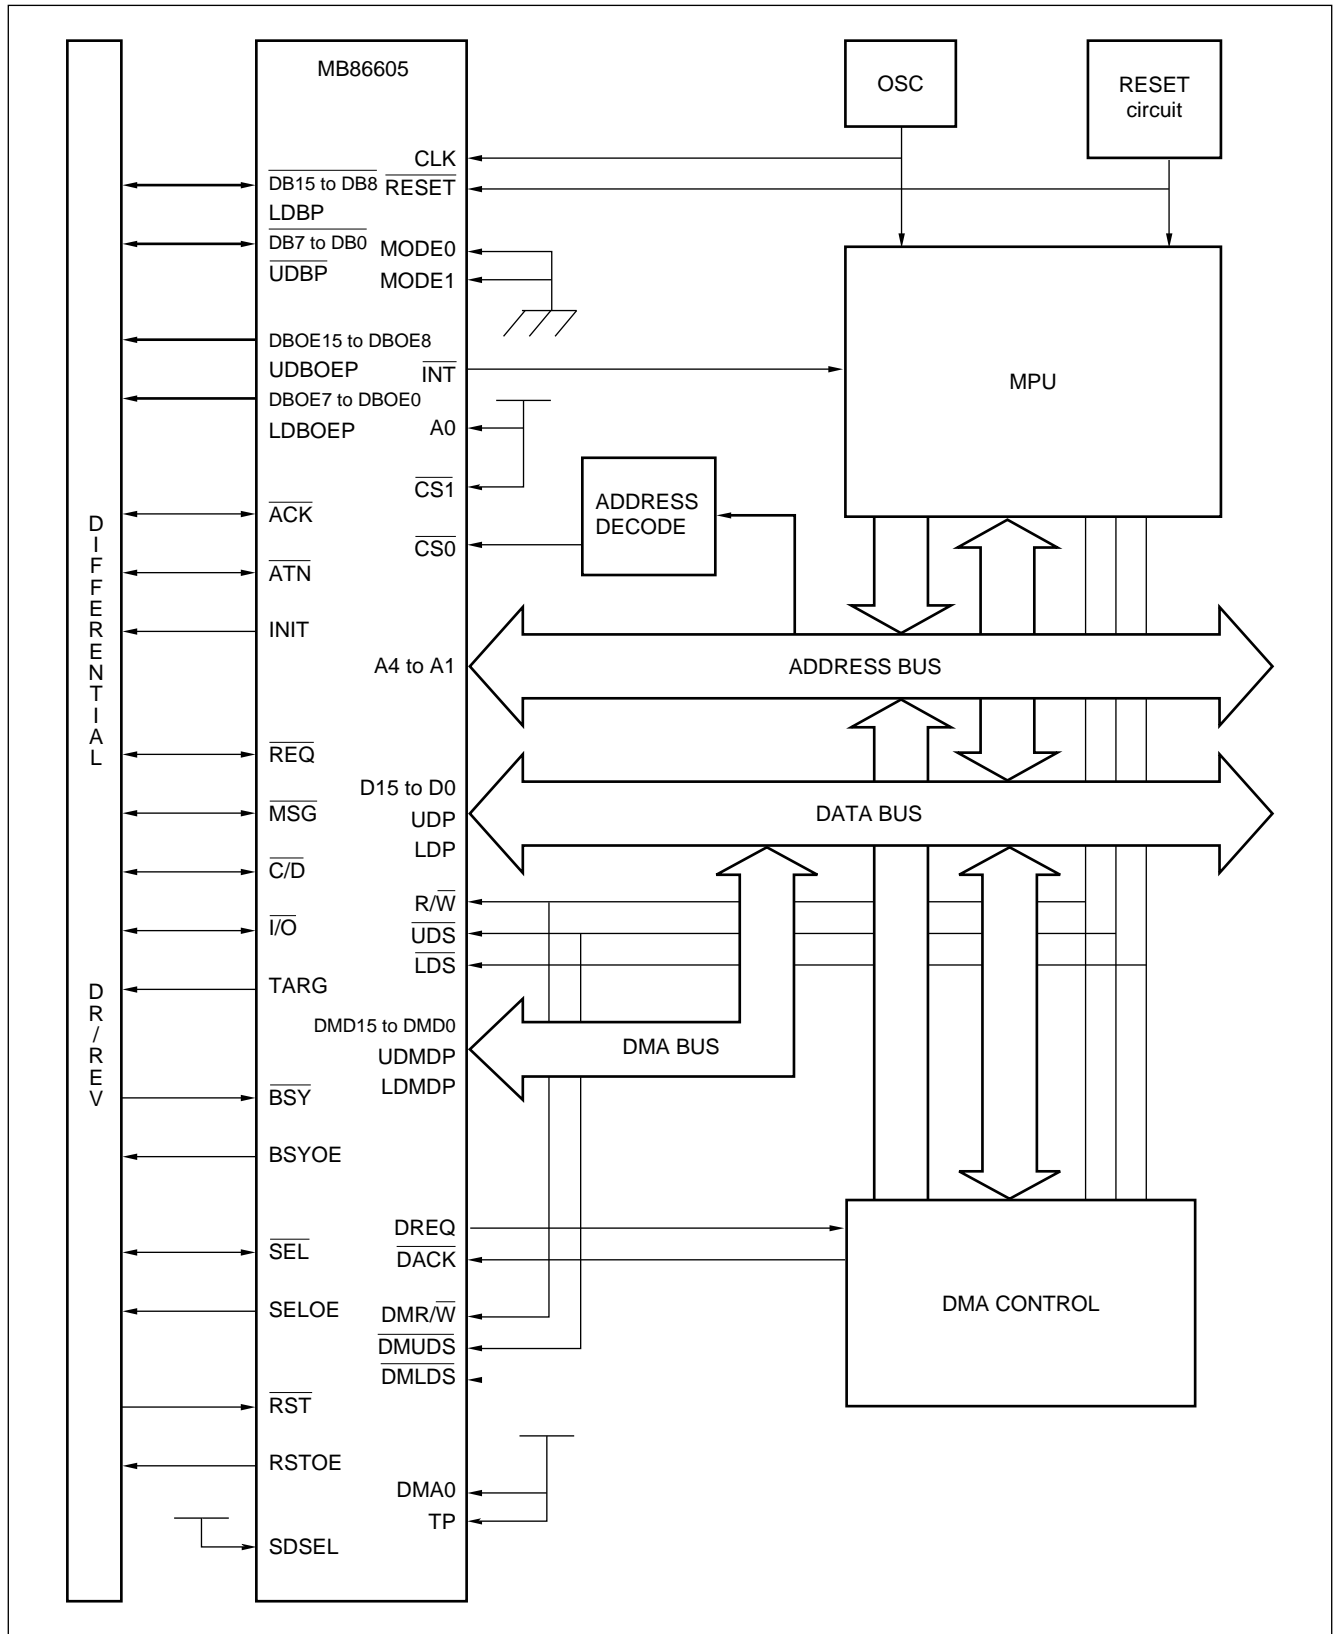 MB86605
OSC
RESET
circuit
CLK
DB15 to DB8
RESET
LDBP
DB7 to DB0
MODE0
UDBP
MODE1
DBOE15 to DBOE8
UDBOEP
INT
MPU
DBOE7 to DBOE0
LDBOEP
A0
CS1
ADDRESS
DECODE
ACK
CS0
ATN
INIT
A4 to A1
ADDRESS BUS
DIFFERENTIAL
REQ
D15 to D0
MSG
UDP
DATA BUS
LDP
C/D
R/W
I/O
UDS
LDS
TARG
DMD15 to DMD0
DR/REV
UDMDP
DMA BUS
LDMDP
BSY
BSYOE
DREQ
SEL
DACK
SELOE
DMR/W
DMA CONTROL
DMUDS
DMLDS
RST
RSTOE
DMA0
TP
SDSEL